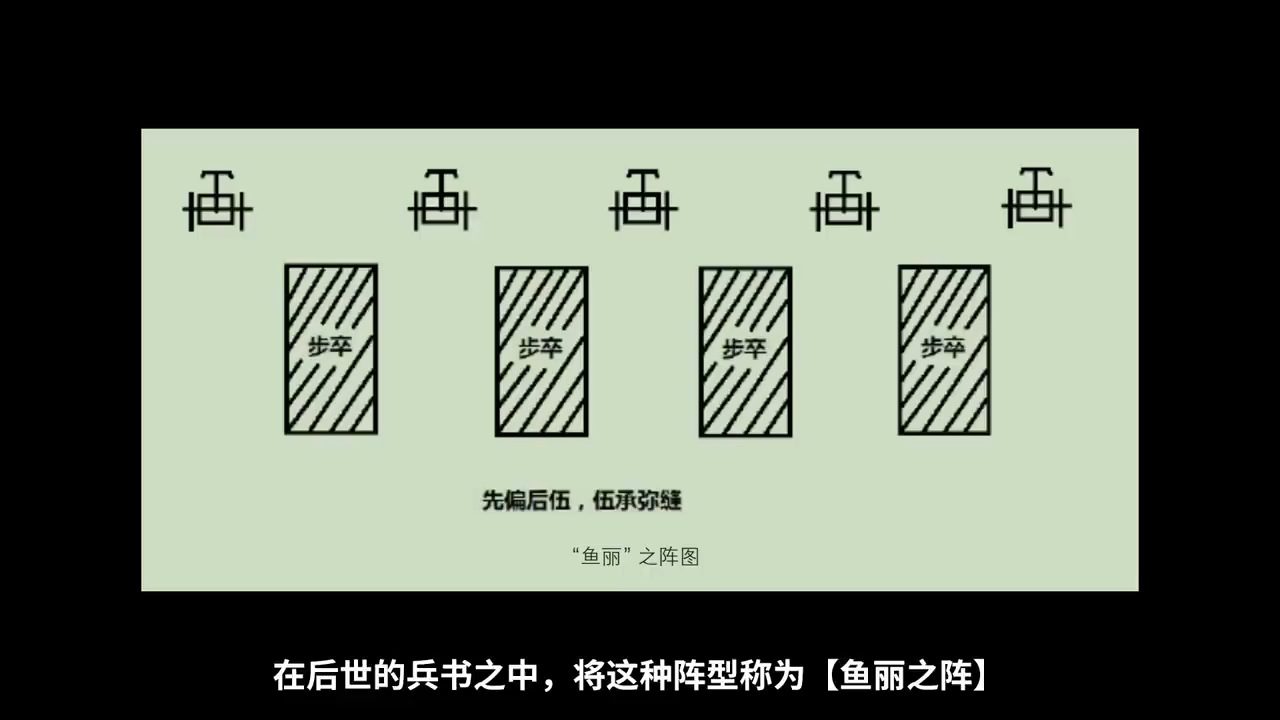 步卒 步卒 步卒 步卒
先偏后伍，伍承弥缝
“鱼丽”之阵图
在后世的兵书之中，将这种阵型称为【鱼丽之阵】